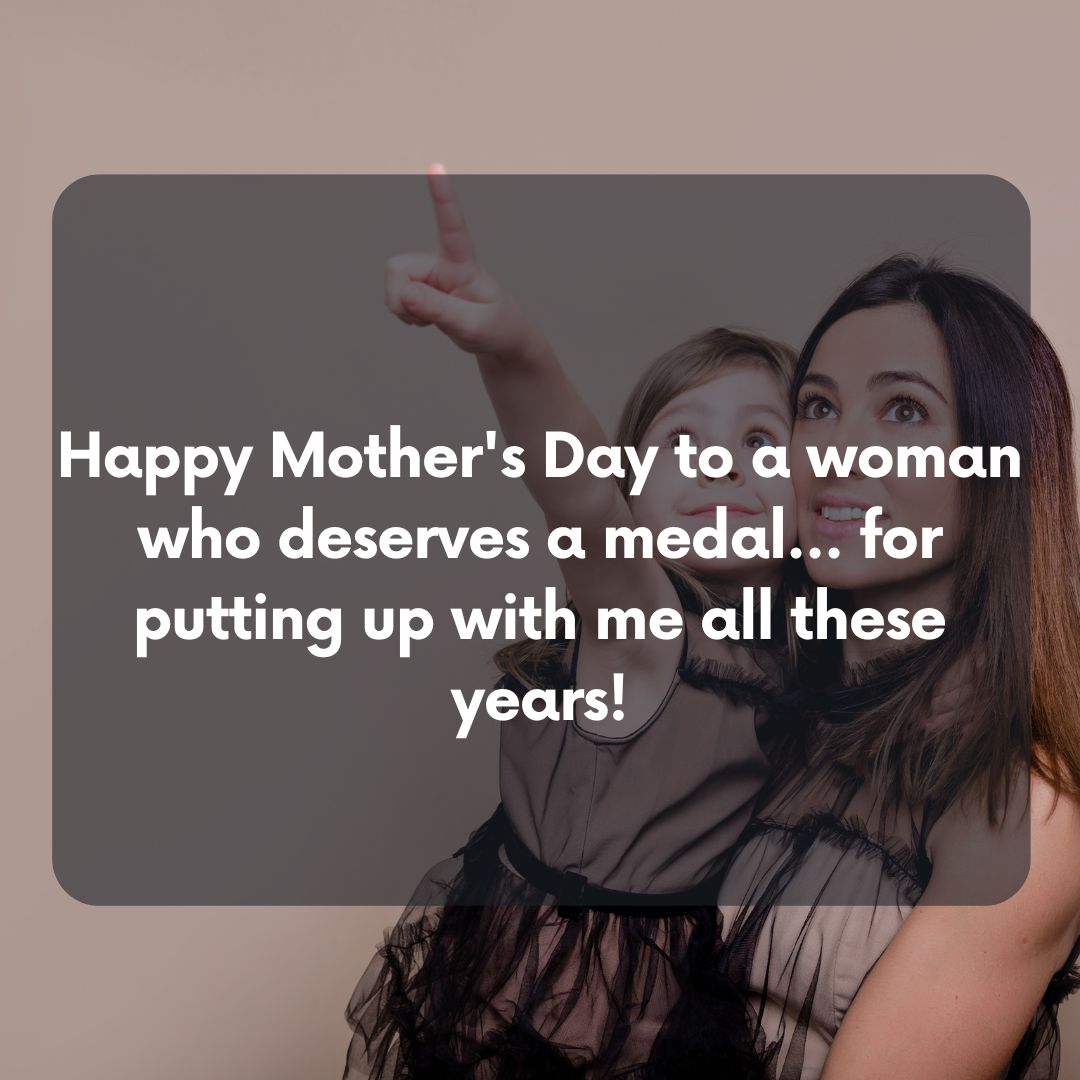 Happy Mother's Day to a woman
who deserves a medal... for
putting up with me all these
years!